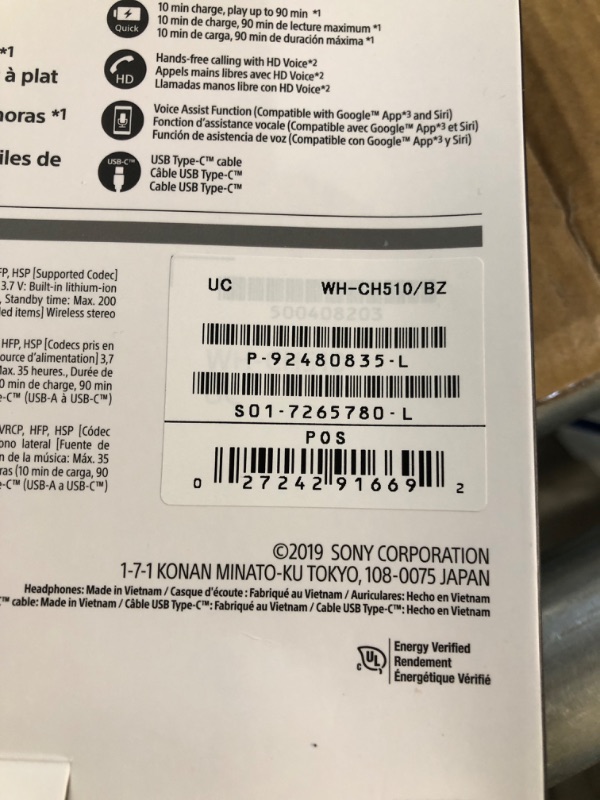 10 min charge, play up to 90 min *1
10 min de charge, 90 min de lecture maximum *1
10 min de carga, 90 min de duración máxima *1
Quick
*1
à plat
Hands-free calling with HD Voice*2
Appels mains libres avec HD Voice*2
Llamadas manos libre con HD Voice*2
HD
horas *1
Voice Assist Function (Compatible with Google™ App*3 and Siri)
Fonction d'assistance vocale (Compatible avec Google™ App*3 et Siri)
Función de asistencia de voz (Compatible con Google™ App*3 y Siri)
iles de
USB-C™
USB Type-C™ cable
Câble USB Type-C™
Cable USB Type-C™
FP, HSP [Supported Codec]
3.7 V: Built-in lithium-ion
, Standby time: Max. 200
ed items] Wireless stereo
HFP, HSP [Codecs pris en
ource d'alimentation] 3,7
Max. 35 heures., Durée de
0 min de charge, 90 min
-C™ (USB-A à USB-C™)
VRCP, HFP, HSP [Códec
ono lateral [Fuente de
n de la música: Máx. 35
ras (10 min de carga, 90
-C™ (USB-A a USB-C™)
UC WH-CH510/BZ
500408203
P-92480835-L
S01-7265780-L
POS
0 27242 91669 2
©2019 SONY CORPORATION
1-7-1 KONAN MINATO-KU TOKYO, 108-0075 JAPAN
Headphones: Made in Vietnam / Casque d'écoute : Fabriqué au Vietnam / Auriculares: Hecho en Vietnam
™ cable: Made in Vietnam / Câble USB Type-C™: Fabriqué au Vietnam / Cable USB Type-C™: Hecho en Vietnam
C UL
Energy Verified
Rendement
Énergétique Vérifié